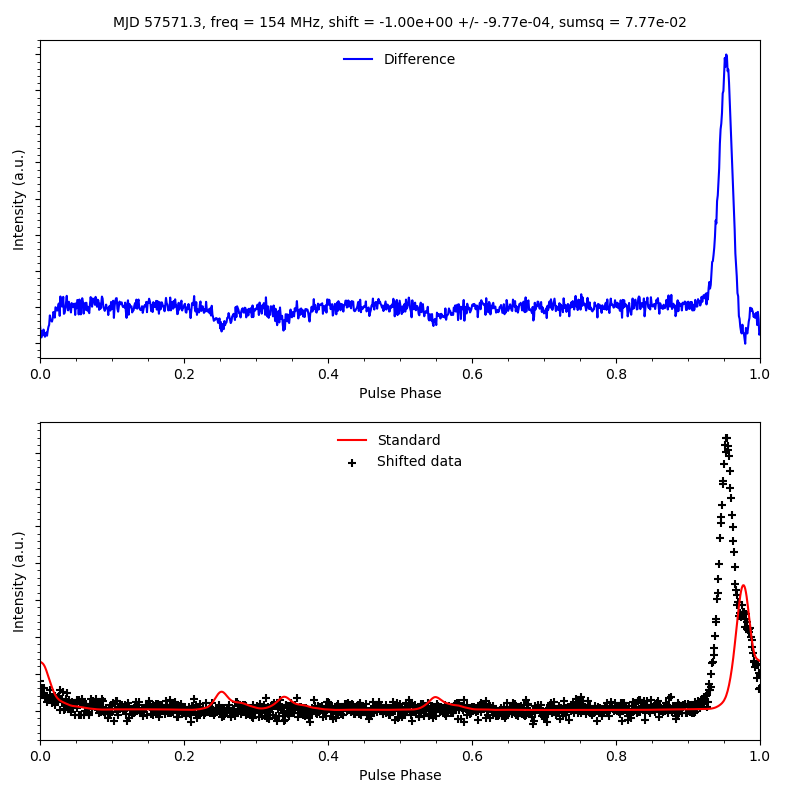 MJD 57571.3, freq = 154 MHz, shift = -1.00e+00 +/- -9.77e-04, sumsq = 7.77e-02
Difference
Intensity (a.u.)
0.0 0.2 0.4 0.6 0.8 1.0
Pulse Phase
Standard
Shifted data
Intensity (a.u.)
0.0 0.2 0.4 0.6 0.8 1.0
Pulse Phase